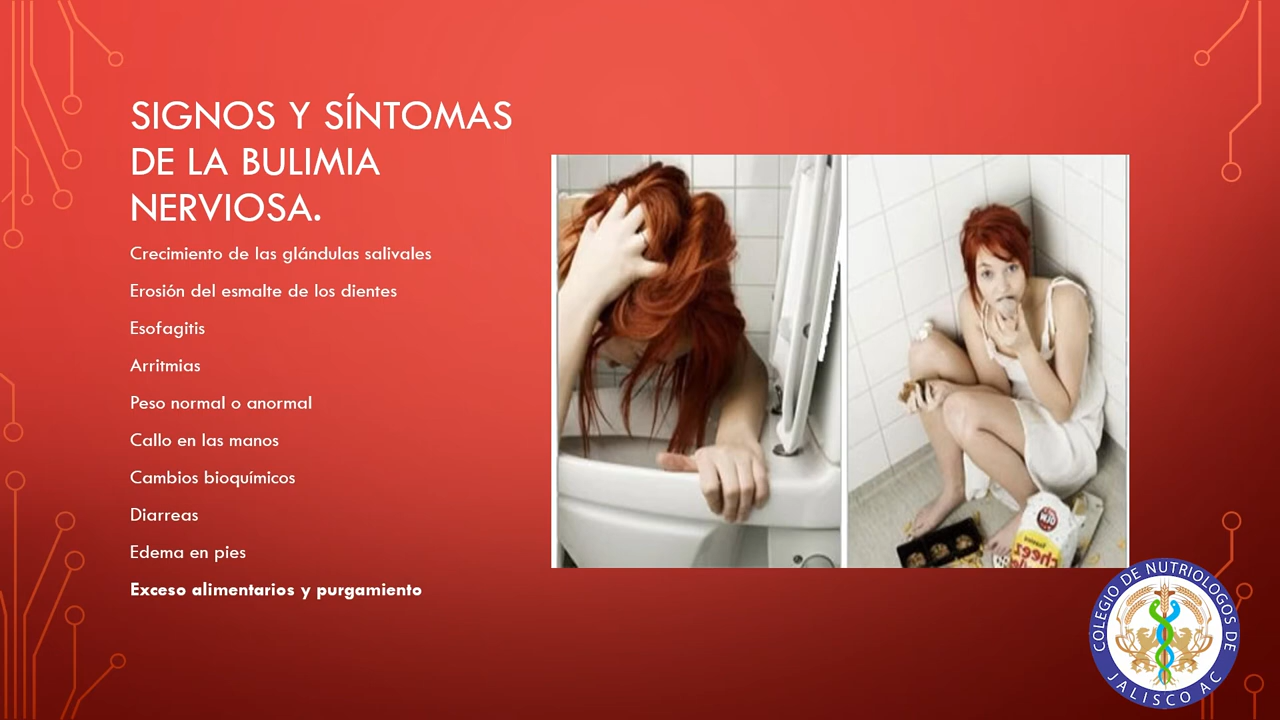 SIGNOS Y SÍNTOMAS
DE LA BULIMIA
NERVIOSA.
Crecimiento de las glándulas salivales
Erosión del esmalte de los dientes
Esofagitis
Arritmias
Peso normal o anormal
Callo en las manos
Cambios bioquímicos
Diarreas
Edema en pies
Exceso alimentarios y purgamiento
cheez
COLEGIO DE NUTRIOLOGOS DE
JALISCO AC